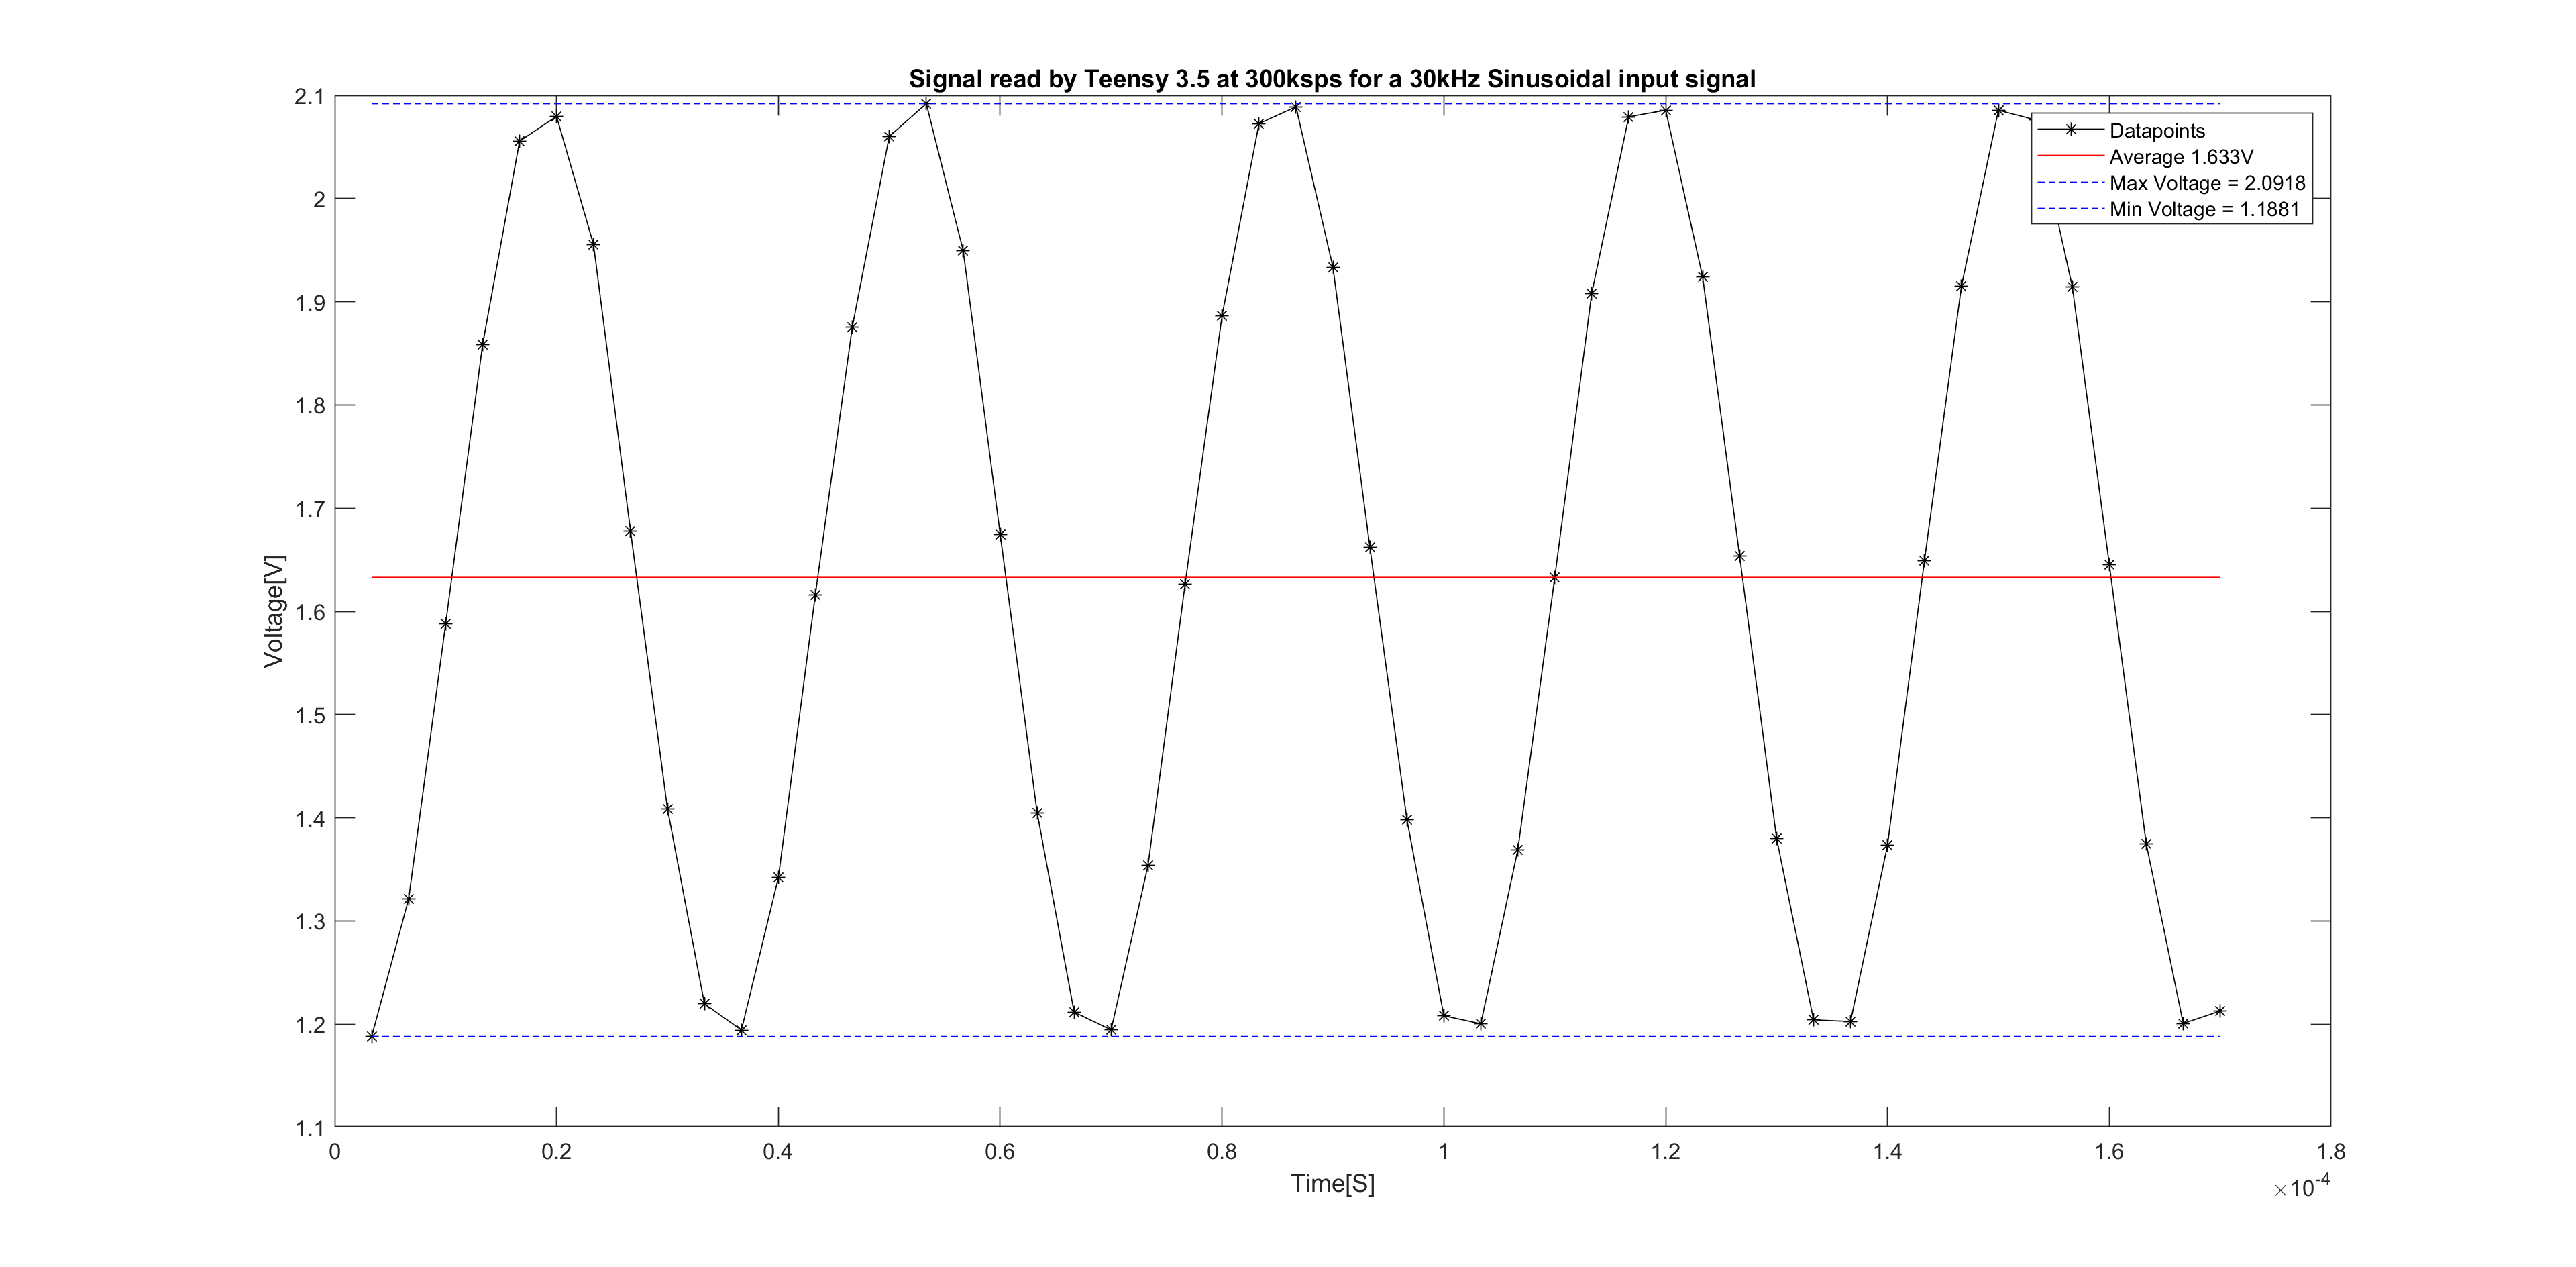 Signal read by Teensy 3.5 at 300ksps for a 30kHz Sinusoidal input signal
2.1
2
1.9
1.8
1.7
1.6
1.5
1.4
1.3
1.2
1.1
Voltage[V]
Datapoints
Average 1.633V
Max Voltage = 2.0918
Min Voltage = 1.1881
0 0.2 0.4 0.6 0.8 1 1.2 1.4 1.6 1.8
Time[S]
×10-4